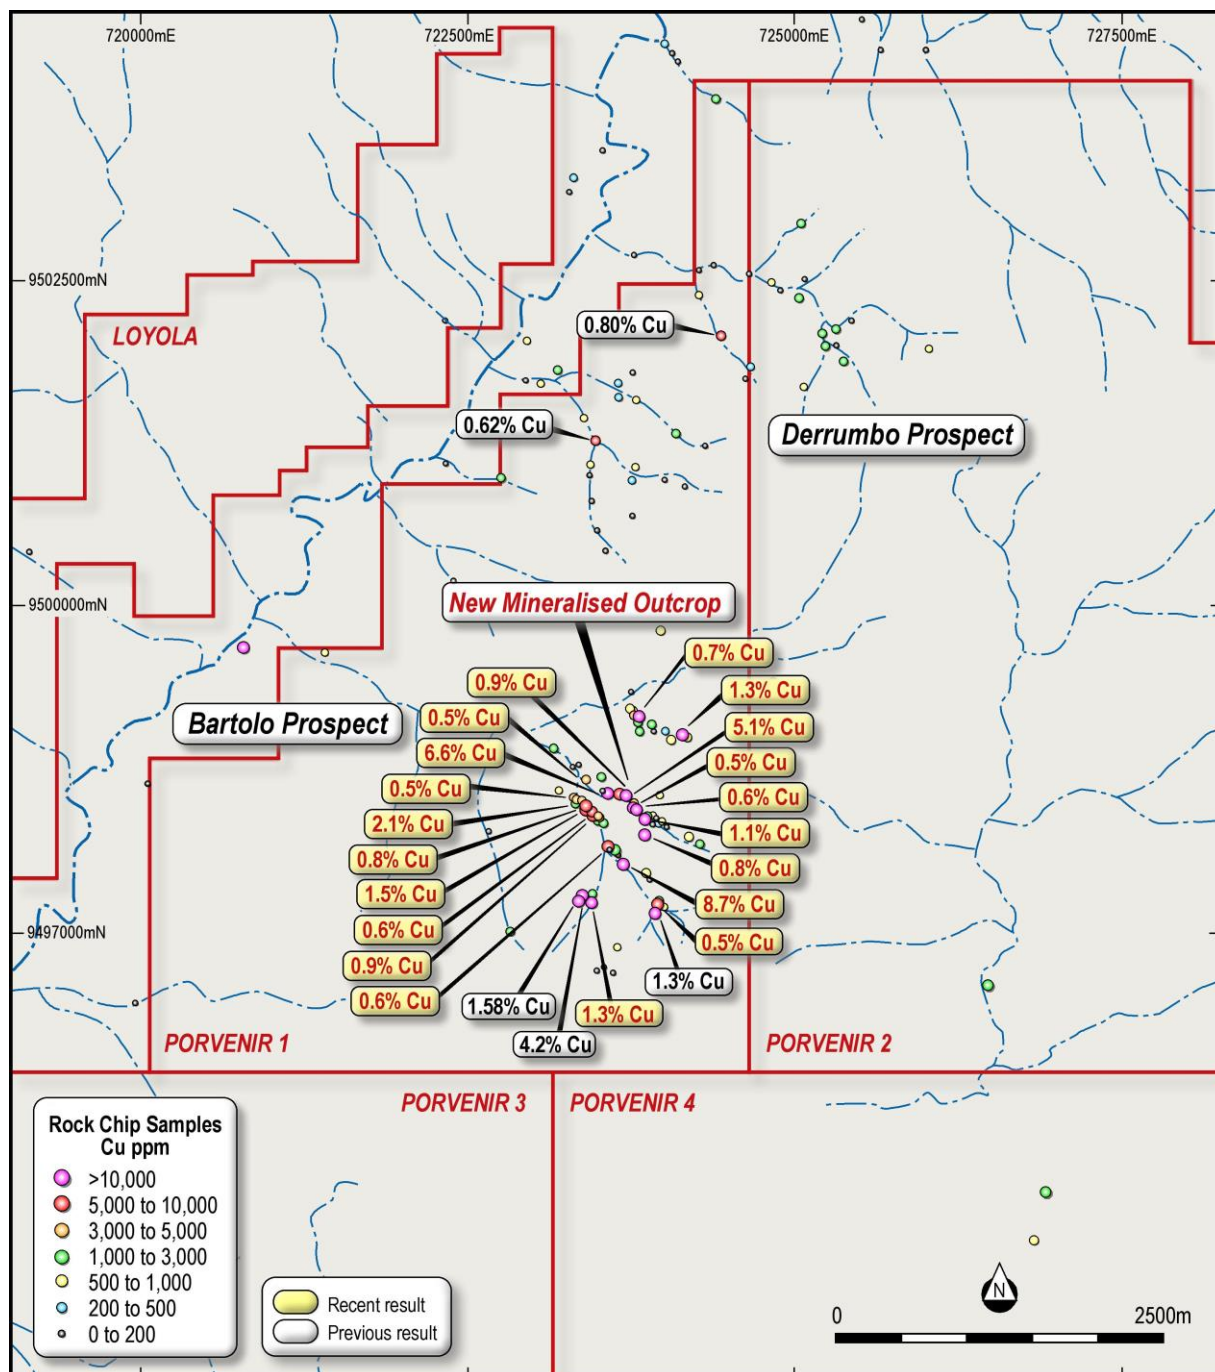 720000mE
722500mE
725000mE
727500mE
9502500mN
LOYOLA
0.80% Cu
0.62% Cu
Derrumbo Prospect
9500000mN
New Mineralised Outcrop
0.7% Cu
0.9% Cu
1.3% Cu
Bartolo Prospect
0.5% Cu
5.1% Cu
6.6% Cu
0.5% Cu
0.5% Cu
0.6% Cu
2.1% Cu
1.1% Cu
0.8% Cu
0.8% Cu
1.5% Cu
8.7% Cu
0.6% Cu
9497000mN
0.5% Cu
0.9% Cu
1.3% Cu
0.6% Cu
1.58% Cu
1.3% Cu
4.2% Cu
PORVENIR 1
PORVENIR 2
PORVENIR 3
PORVENIR 4
Rock Chip Samples
Cu ppm
>10,000
5,000 to 10,000
3,000 to 5,000
1,000 to 3,000
500 to 1,000
200 to 500
0 to 200
Recent result
Previous result
N
0
2500m